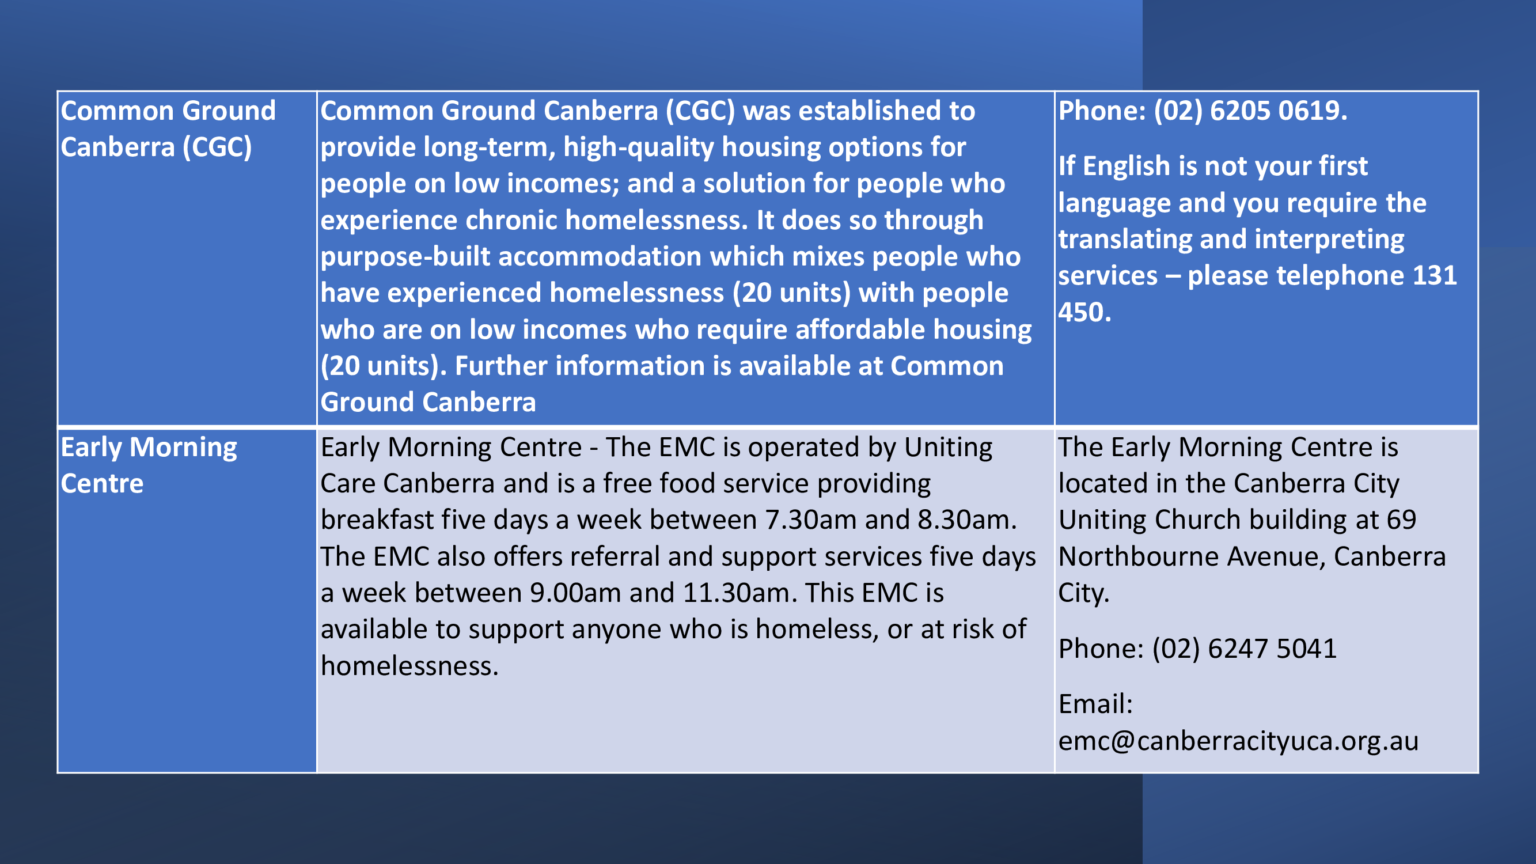 Common Ground
Canberra (CGC)
Common Ground Canberra (CGC) was established to
provide long-term, high-quality housing options for
people on low incomes; and a solution for people who
experience chronic homelessness. It does so through
purpose-built accommodation which mixes people who
have experienced homelessness (20 units) with people
who are on low incomes who require affordable housing
(20 units). Further information is available at Common
Ground Canberra
Phone: (02) 6205 0619.
If English is not your first
language and you require the
translating and interpreting
services – please telephone 131
450.
Early Morning
Centre
Early Morning Centre - The EMC is operated by Uniting
Care Canberra and is a free food service providing
breakfast five days a week between 7.30am and 8.30am.
The EMC also offers referral and support services five days
a week between 9.00am and 11.30am. This EMC is
available to support anyone who is homeless, or at risk of
homelessness.
The Early Morning Centre is
located in the Canberra City
Uniting Church building at 69
Northbourne Avenue, Canberra
City.
Phone: (02) 6247 5041
Email:
emc@canberracityuca.org.au